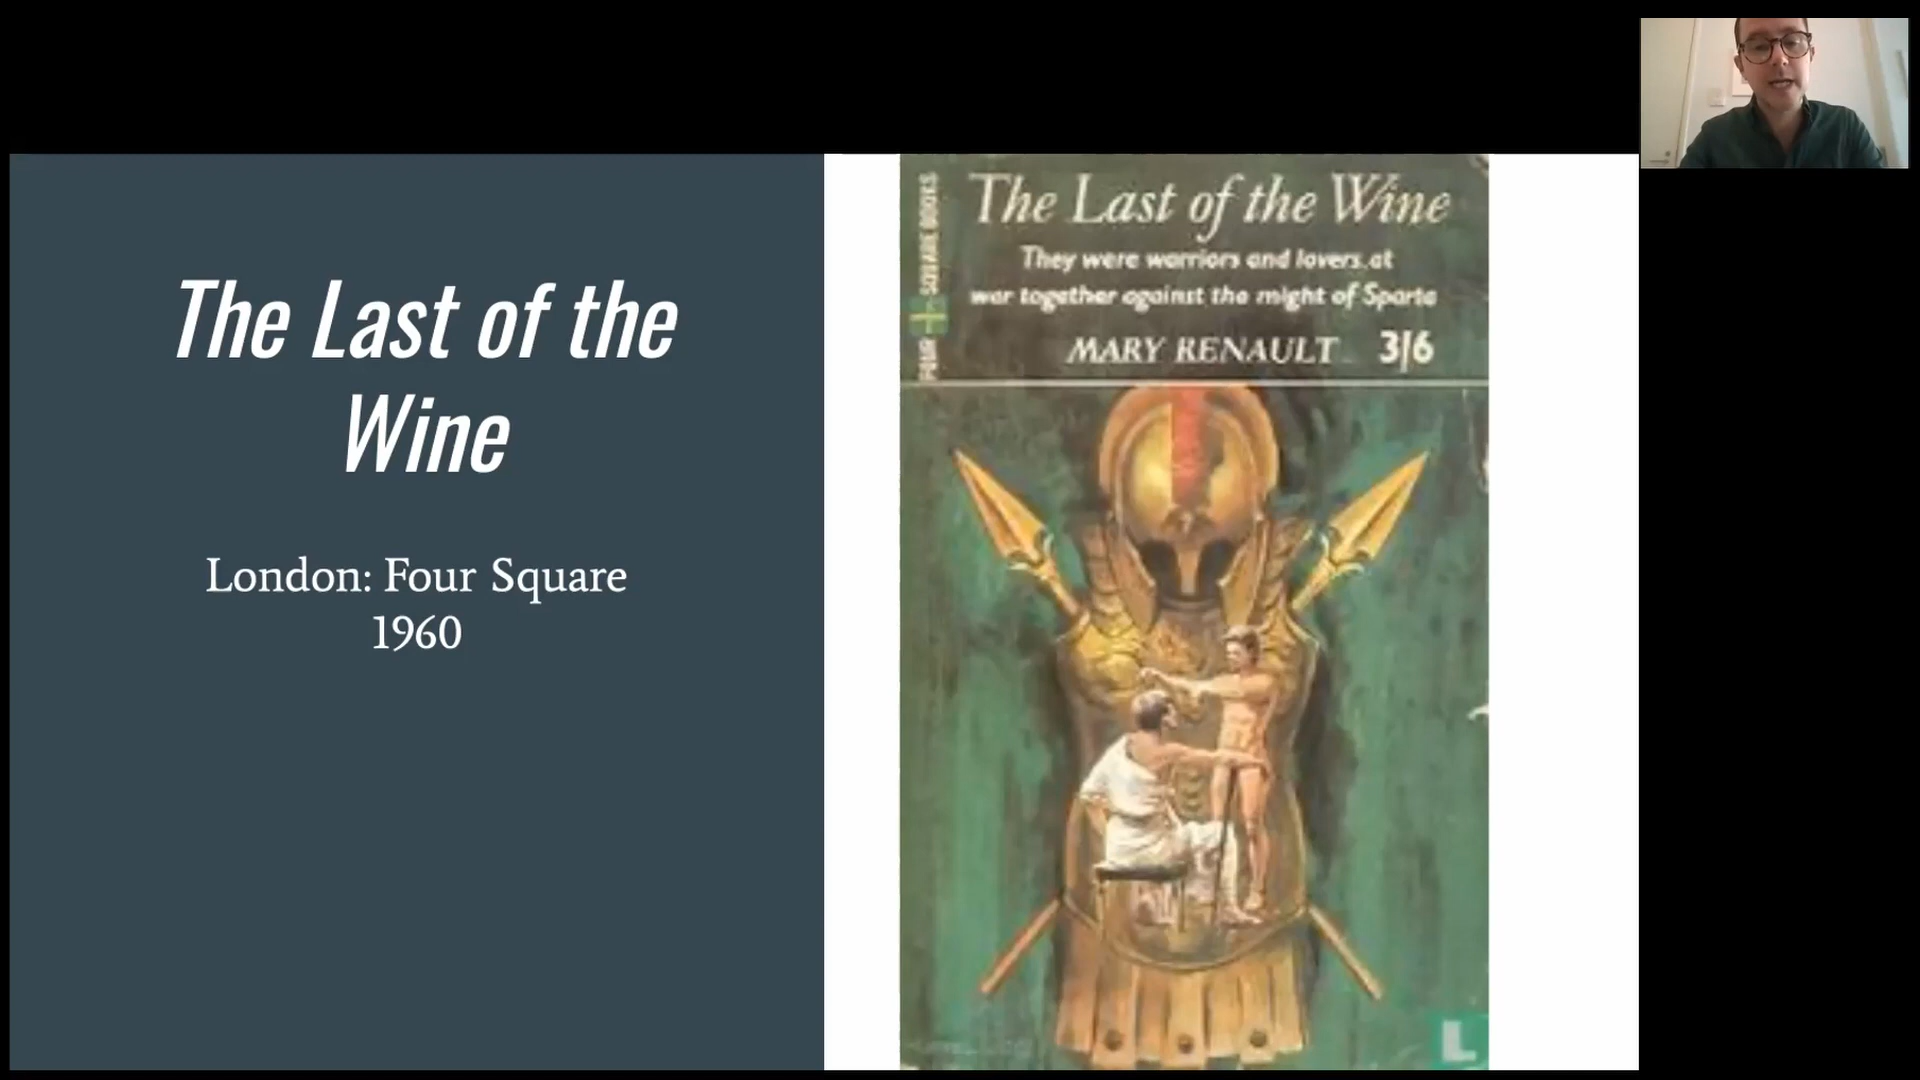 The Last of the
Wine
London: Four Square
1960
FOUR SQUARE BOOKS
The Last of the Wine
They were warriors and lovers, at
war together against the might of Sparta
MARY RENAULT 3/6
L